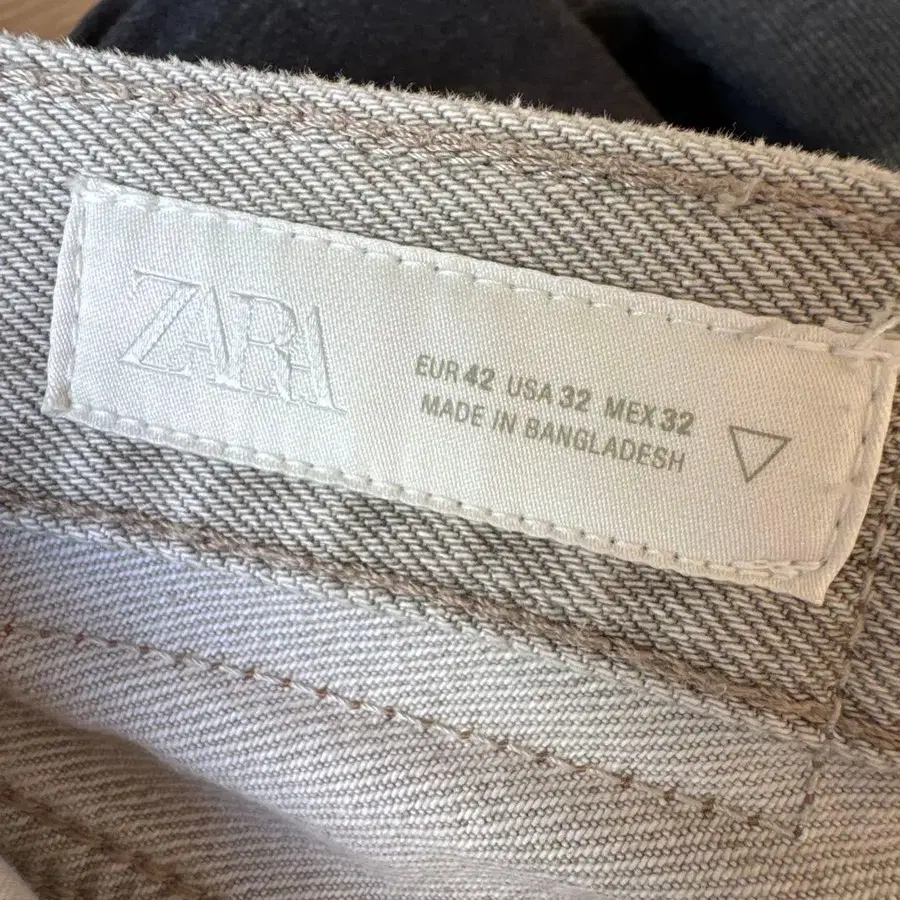 ZARA
EUR 42 USA 32 MEX 32
MADE IN BANGLADESH